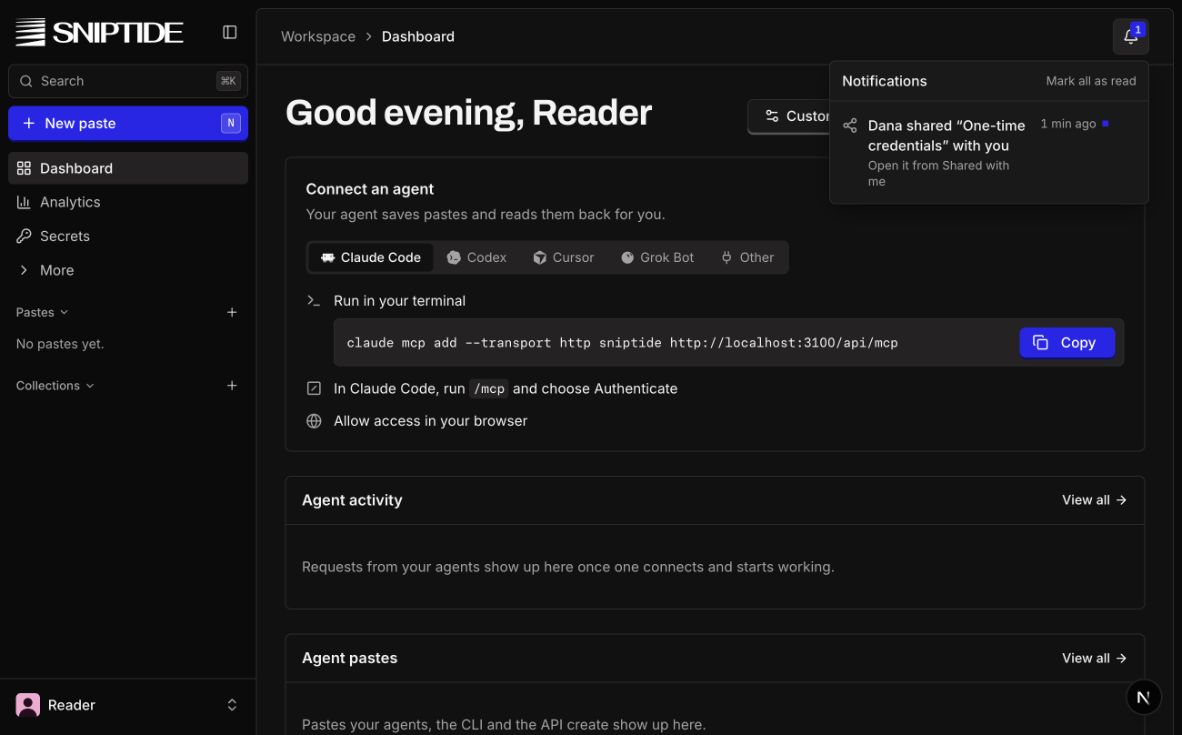 SNIPTIDE
Search ⌘K
New paste N
Dashboard
Analytics
Secrets
More
Pastes
No pastes yet.
Collections
Reader
Workspace > Dashboard
1
Notifications Mark all as read
Dana shared “One-time
credentials” with you
1 min ago
Open it from Shared with
me
Good evening, Reader
Custom
Connect an agent
Your agent saves pastes and reads them back for you.
Claude Code Codex Cursor Grok Bot Other
Run in your terminal
claude mcp add --transport http sniptide http://localhost:3100/api/mcp Copy
In Claude Code, run /mcp and choose Authenticate
Allow access in your browser
Agent activity View all →
Requests from your agents show up here once one connects and starts working.
Agent pastes View all →
Pastes your agents, the CLI and the API create show up here.
N